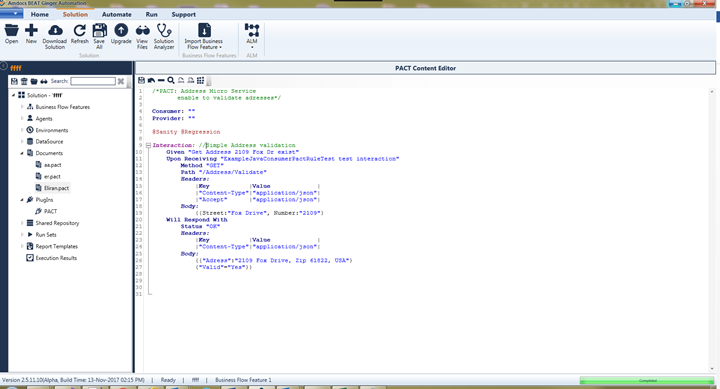 Amdocs BEAT Ginger Automation
Home Solution Automate Run Support
Open New Download Solution Refresh Save All Upgrade View Files Solution Analyzer Import Business Flow Feature ALM
Solution Business Flow Features ALM
ffff
PACT Content Editor
Search:
Solution - 'ffff'
Business Flow Features
Agents
Environments
DataSource
Documents
aa.pact
er.pact
Eliran.pact
PlugIns
PACT
Shared Repository
Run Sets
Report Templates
Execution Results
1 /*PACT: Address Micro Service
2 enable to validate adresses*/
3
4 Consumer: ""
5 Provider: ""
6
7 @Sanity @Regression
8
9 Interaction: //Simple Address validation
10 Given "Get Address 2109 Fox Dr exist"
11 Upon Receiving "ExampleJavaConsumerPactRuleTest test interaction"
12 Method "GET"
13 Path "/Address/Validate"
14 Headers:
15 |Key |Value |
16 |"Content-Type"|"application/json"|
17 |"Accept" |"application/json"|
18 Body:
19 {(Street:"Fox Drive", Number:"2109")
20 Will Respond With
21 Status "OK"
22 Headers:
23 |Key |Value |
24 |"Content-Type"|"application/json"|
25 Body:
26 {("Adress":"2109 Fox Drive, Zip 61822, USA")
27 ("Valid"="Yes"))
28
29
30
31
Version 2.5.11.10(Alpha, Build Time: 13-Nov-2017 02:15 PM) | Ready | ffff | Business Flow Feature 1
Completed